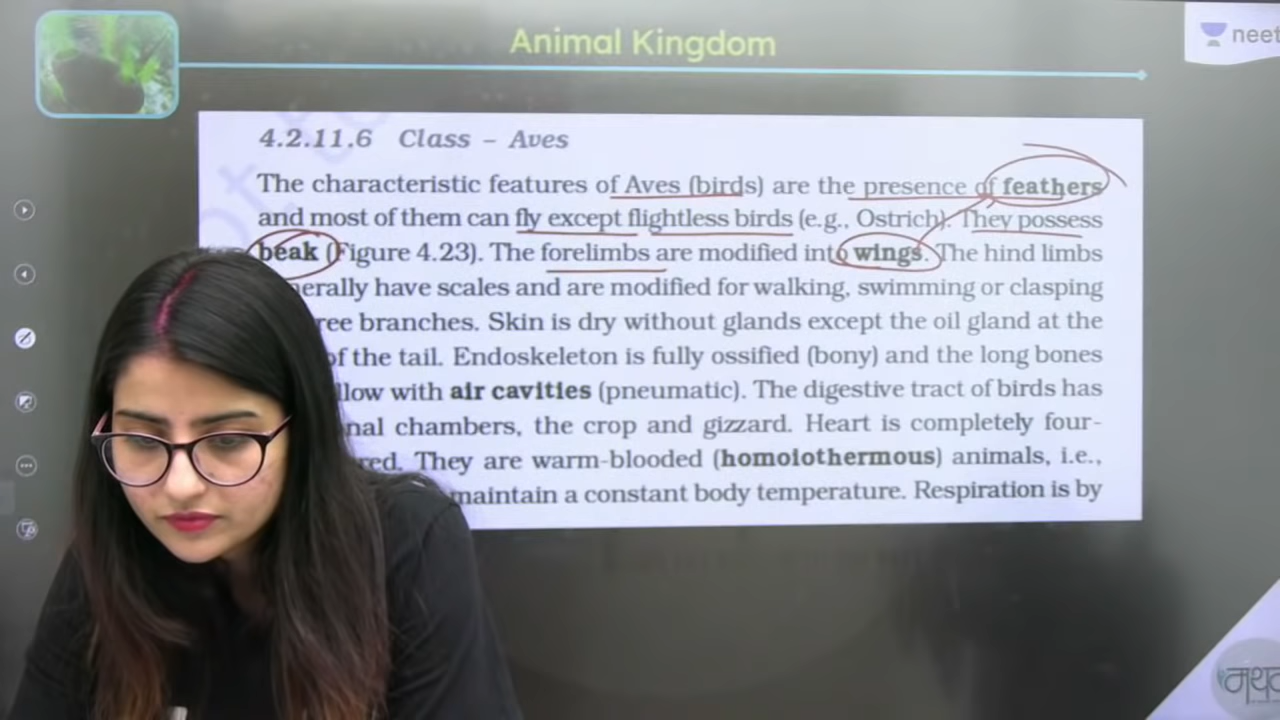 Animal Kingdom
neet
4.2.11.6 Class – Aves
The characteristic features of Aves (birds) are the presence of feathers
and most of them can fly except flightless birds (e.g., Ostrich). They possess
beak (Figure 4.23). The forelimbs are modified into wings. The hind limbs
nerally have scales and are modified for walking, swimming or clasping
ree branches. Skin is dry without glands except the oil gland at the
of the tail. Endoskeleton is fully ossified (bony) and the long bones
llow with air cavities (pneumatic). The digestive tract of birds has
nal chambers, the crop and gizzard. Heart is completely four-
red. They are warm-blooded (homoiothermous) animals, i.e.,
maintain a constant body temperature. Respiration is by